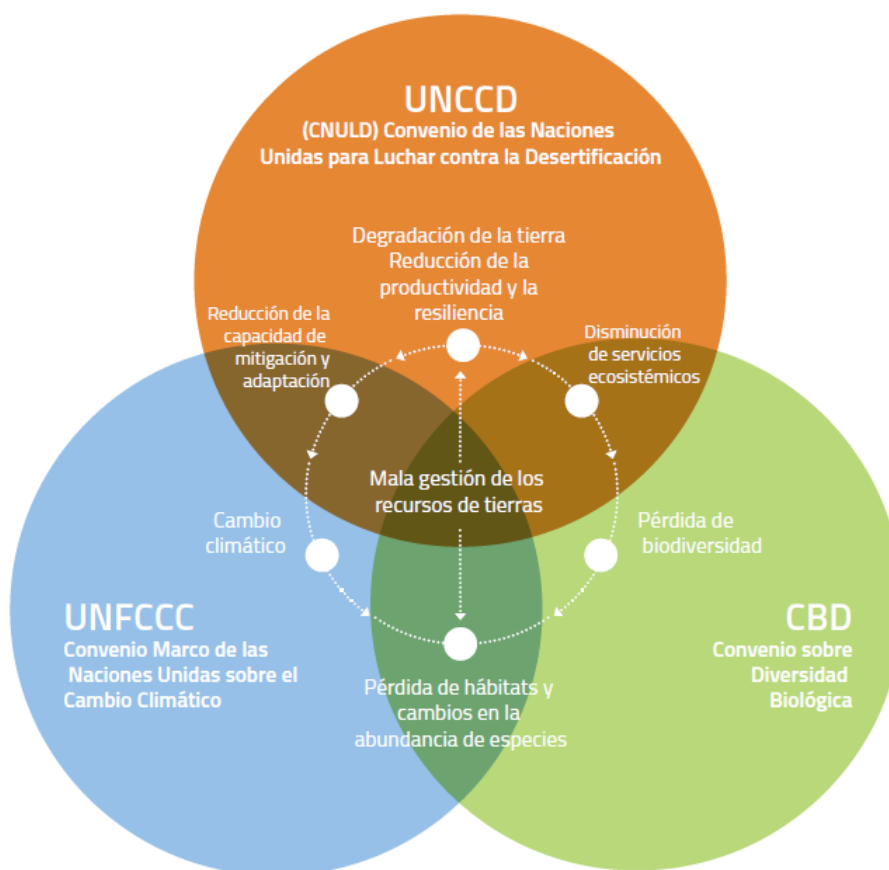 UNCCD
(CNULD) Convenio de las Naciones
Unidas para Luchar contra la Desertificación
Degradación de la tierra
Reducción de la
productividad y la
resiliencia
Reducción de la
capacidad de
mitigación y
adaptación
Disminución
de servicios
ecosistémicos
Mala gestión de los
recursos de tierras
Cambio
climático
Pérdida de
biodiversidad
UNFCCC
Convenio Marco de las
Naciones Unidas sobre el
Cambio Climático
CBD
Convenio sobre
Diversidad
Biológica
Pérdida de hábitats y
cambios en la
abundancia de especies